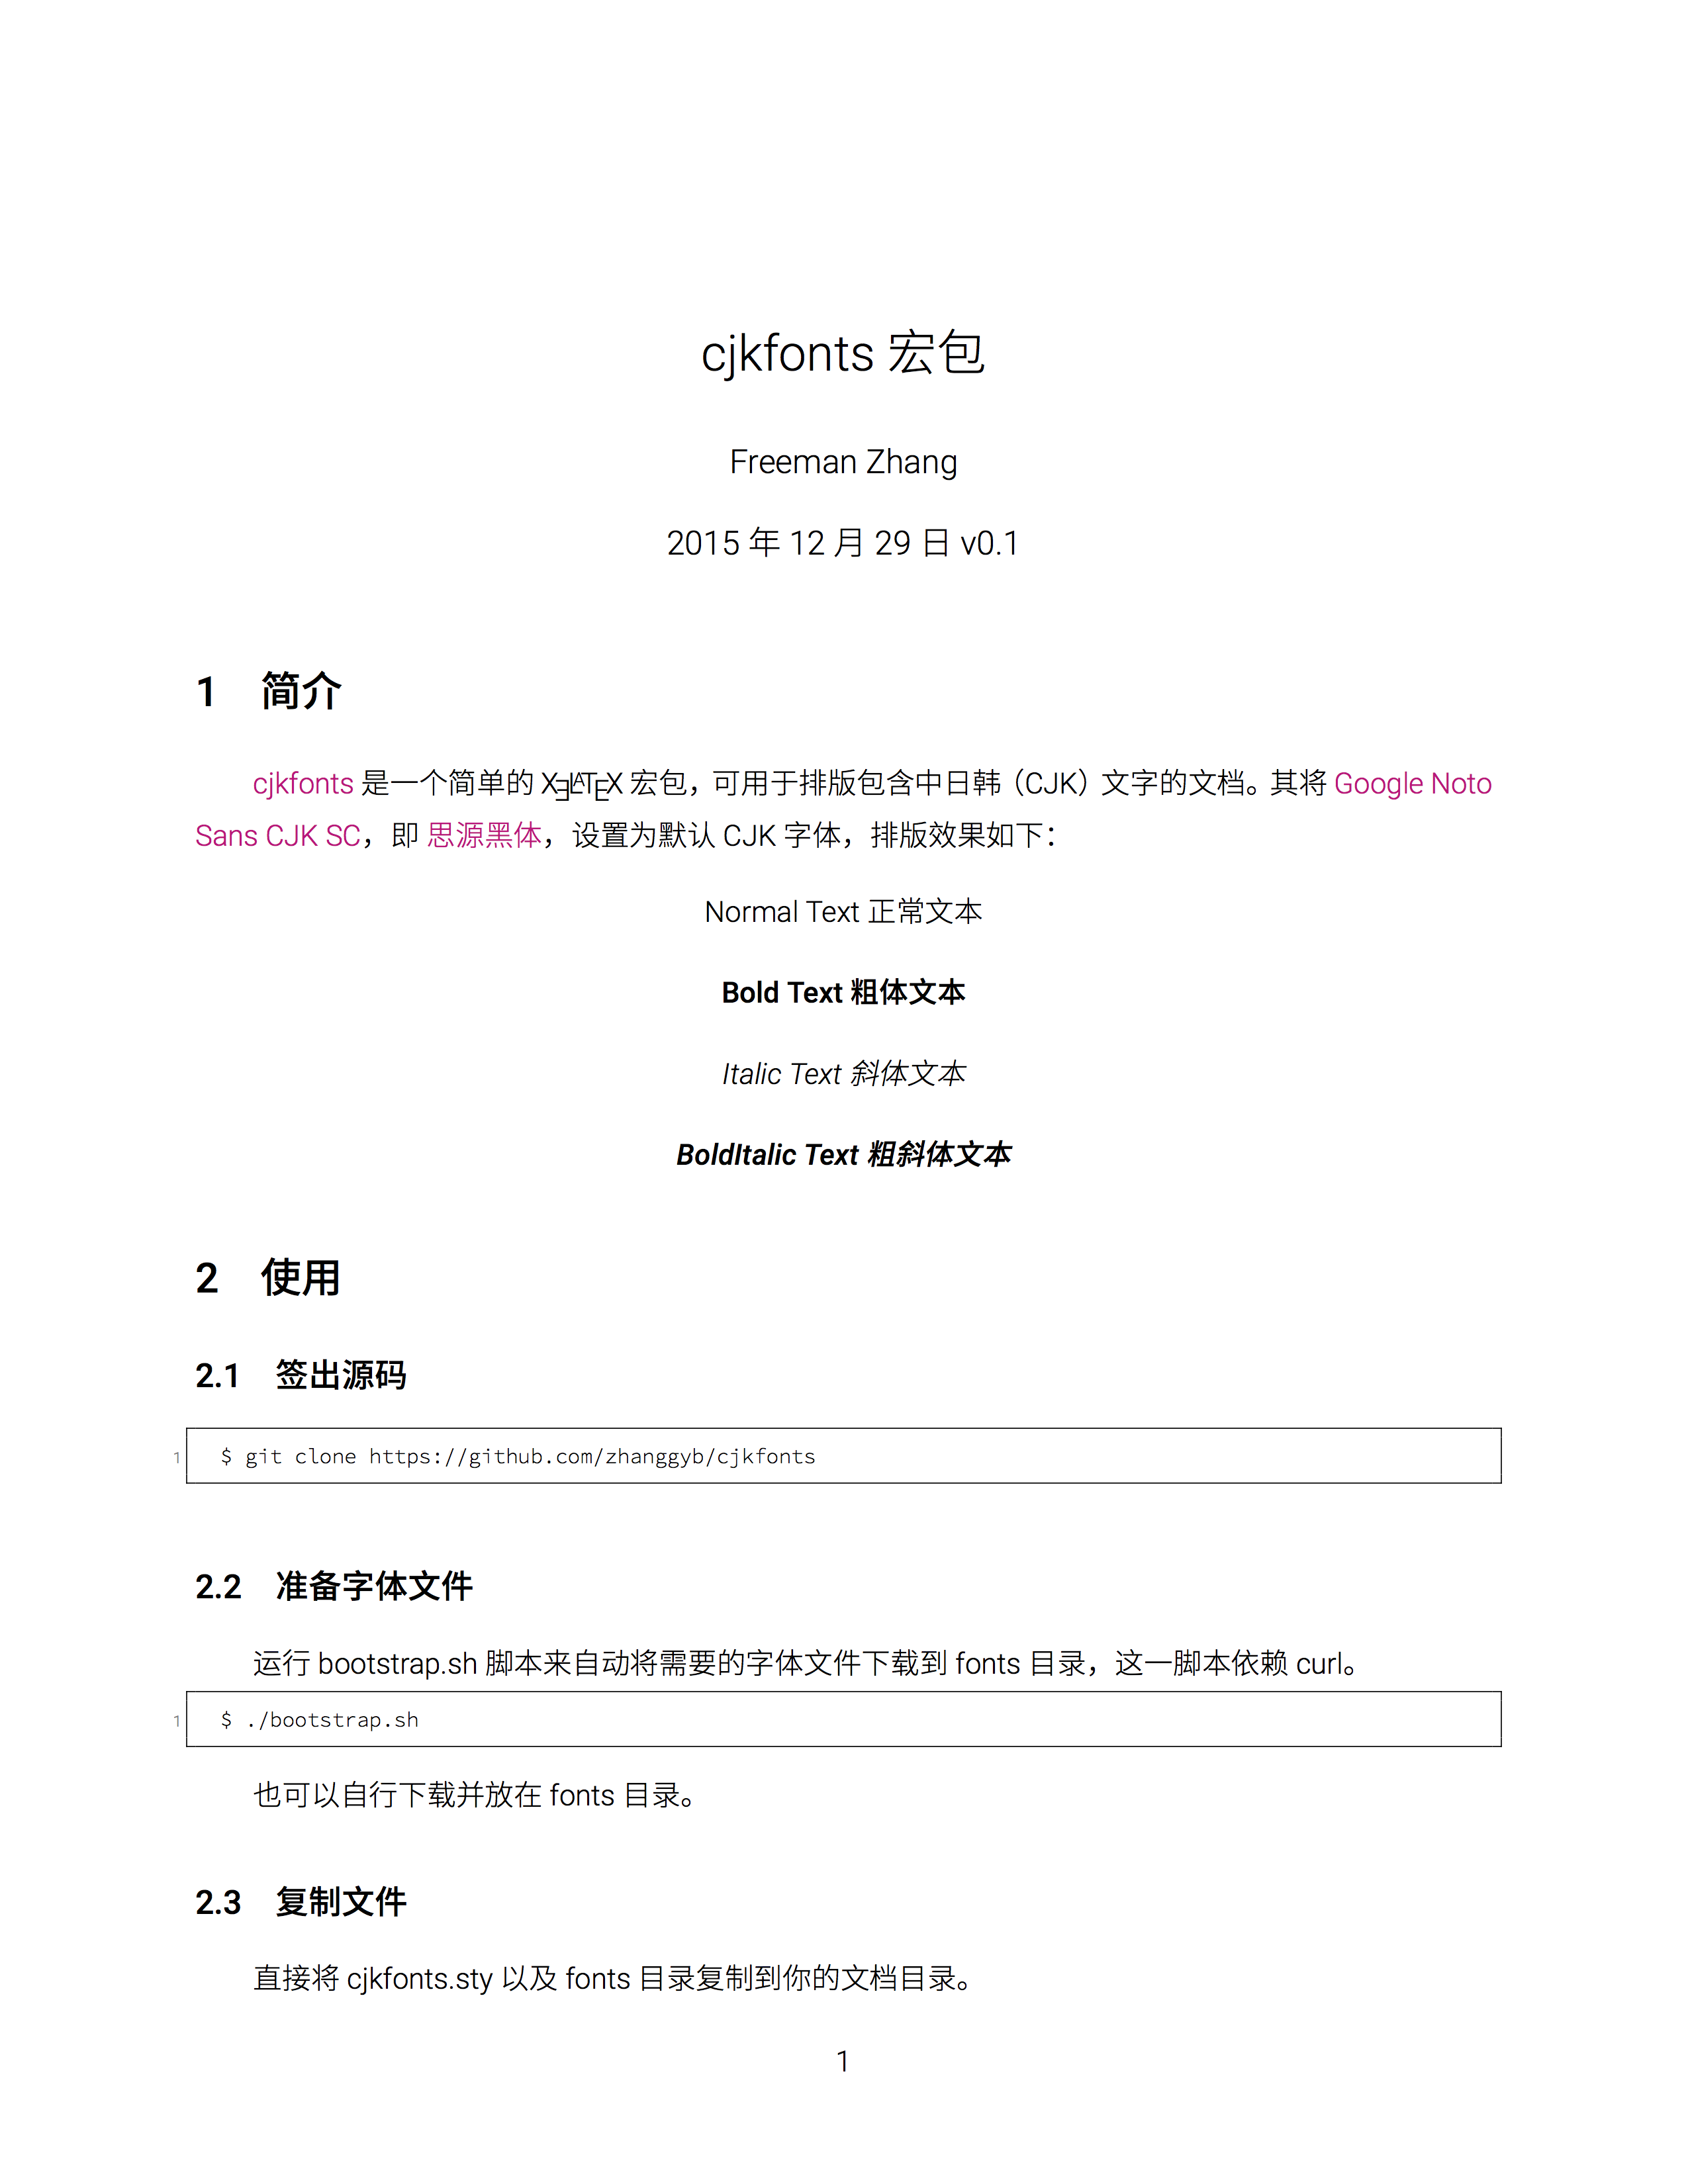 cjkfonts 宏包
Freeman Zhang
2015 年 12 月 29 日 v0.1
1 简介
cjkfonts 是一个简单的 XƎLATEX 宏包，可用于排版包含中日韩（CJK）文字的文档。其将 Google Noto
Sans CJK SC，即 思源黑体，设置为默认 CJK 字体，排版效果如下：
Normal Text 正常文本
Bold Text 粗体文本
Italic Text 斜体文本
BoldItalic Text 粗斜体文本
2 使用
2.1 签出源码
1 $ git clone https://github.com/zhanggyb/cjkfonts
2.2 准备字体文件
运行 bootstrap.sh 脚本来自动将需要的字体文件下载到 fonts 目录，这一脚本依赖 curl。
1 $ ./bootstrap.sh
也可以自行下载并放在 fonts 目录。
2.3 复制文件
直接将 cjkfonts.sty 以及 fonts 目录复制到你的文档目录。
1